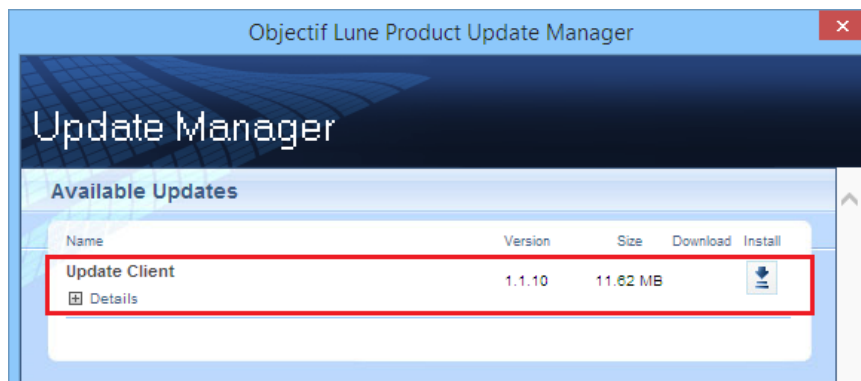 Objectif Lune Product Update Manager
Update Manager
Available Updates
Name Version Size Download Install
Update Client 1.1.10 11.62 MB
Details